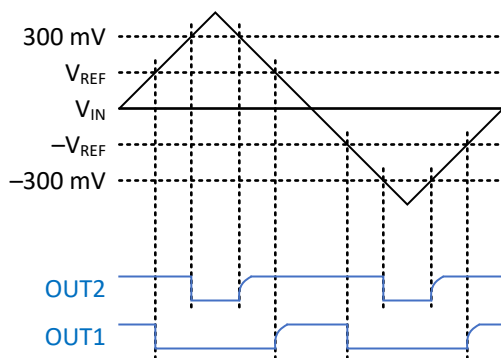 300 mV
VREF
VIN
–VREF
–300 mV
OUT2
OUT1